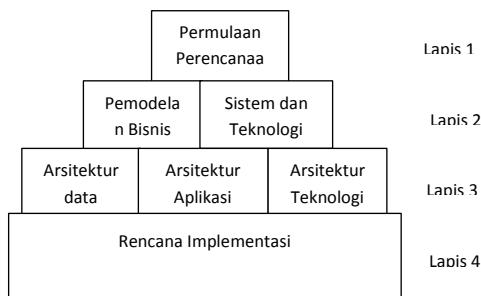 Permulaan
Perencanaa
Lapis 1
Pemodela
n Bisnis
Sistem dan
Teknologi
Lapis 2
Arsitektur
data
Arsitektur
Aplikasi
Arsitektur
Teknologi
Lapis 3
Rencana Implementasi
Lapis 4